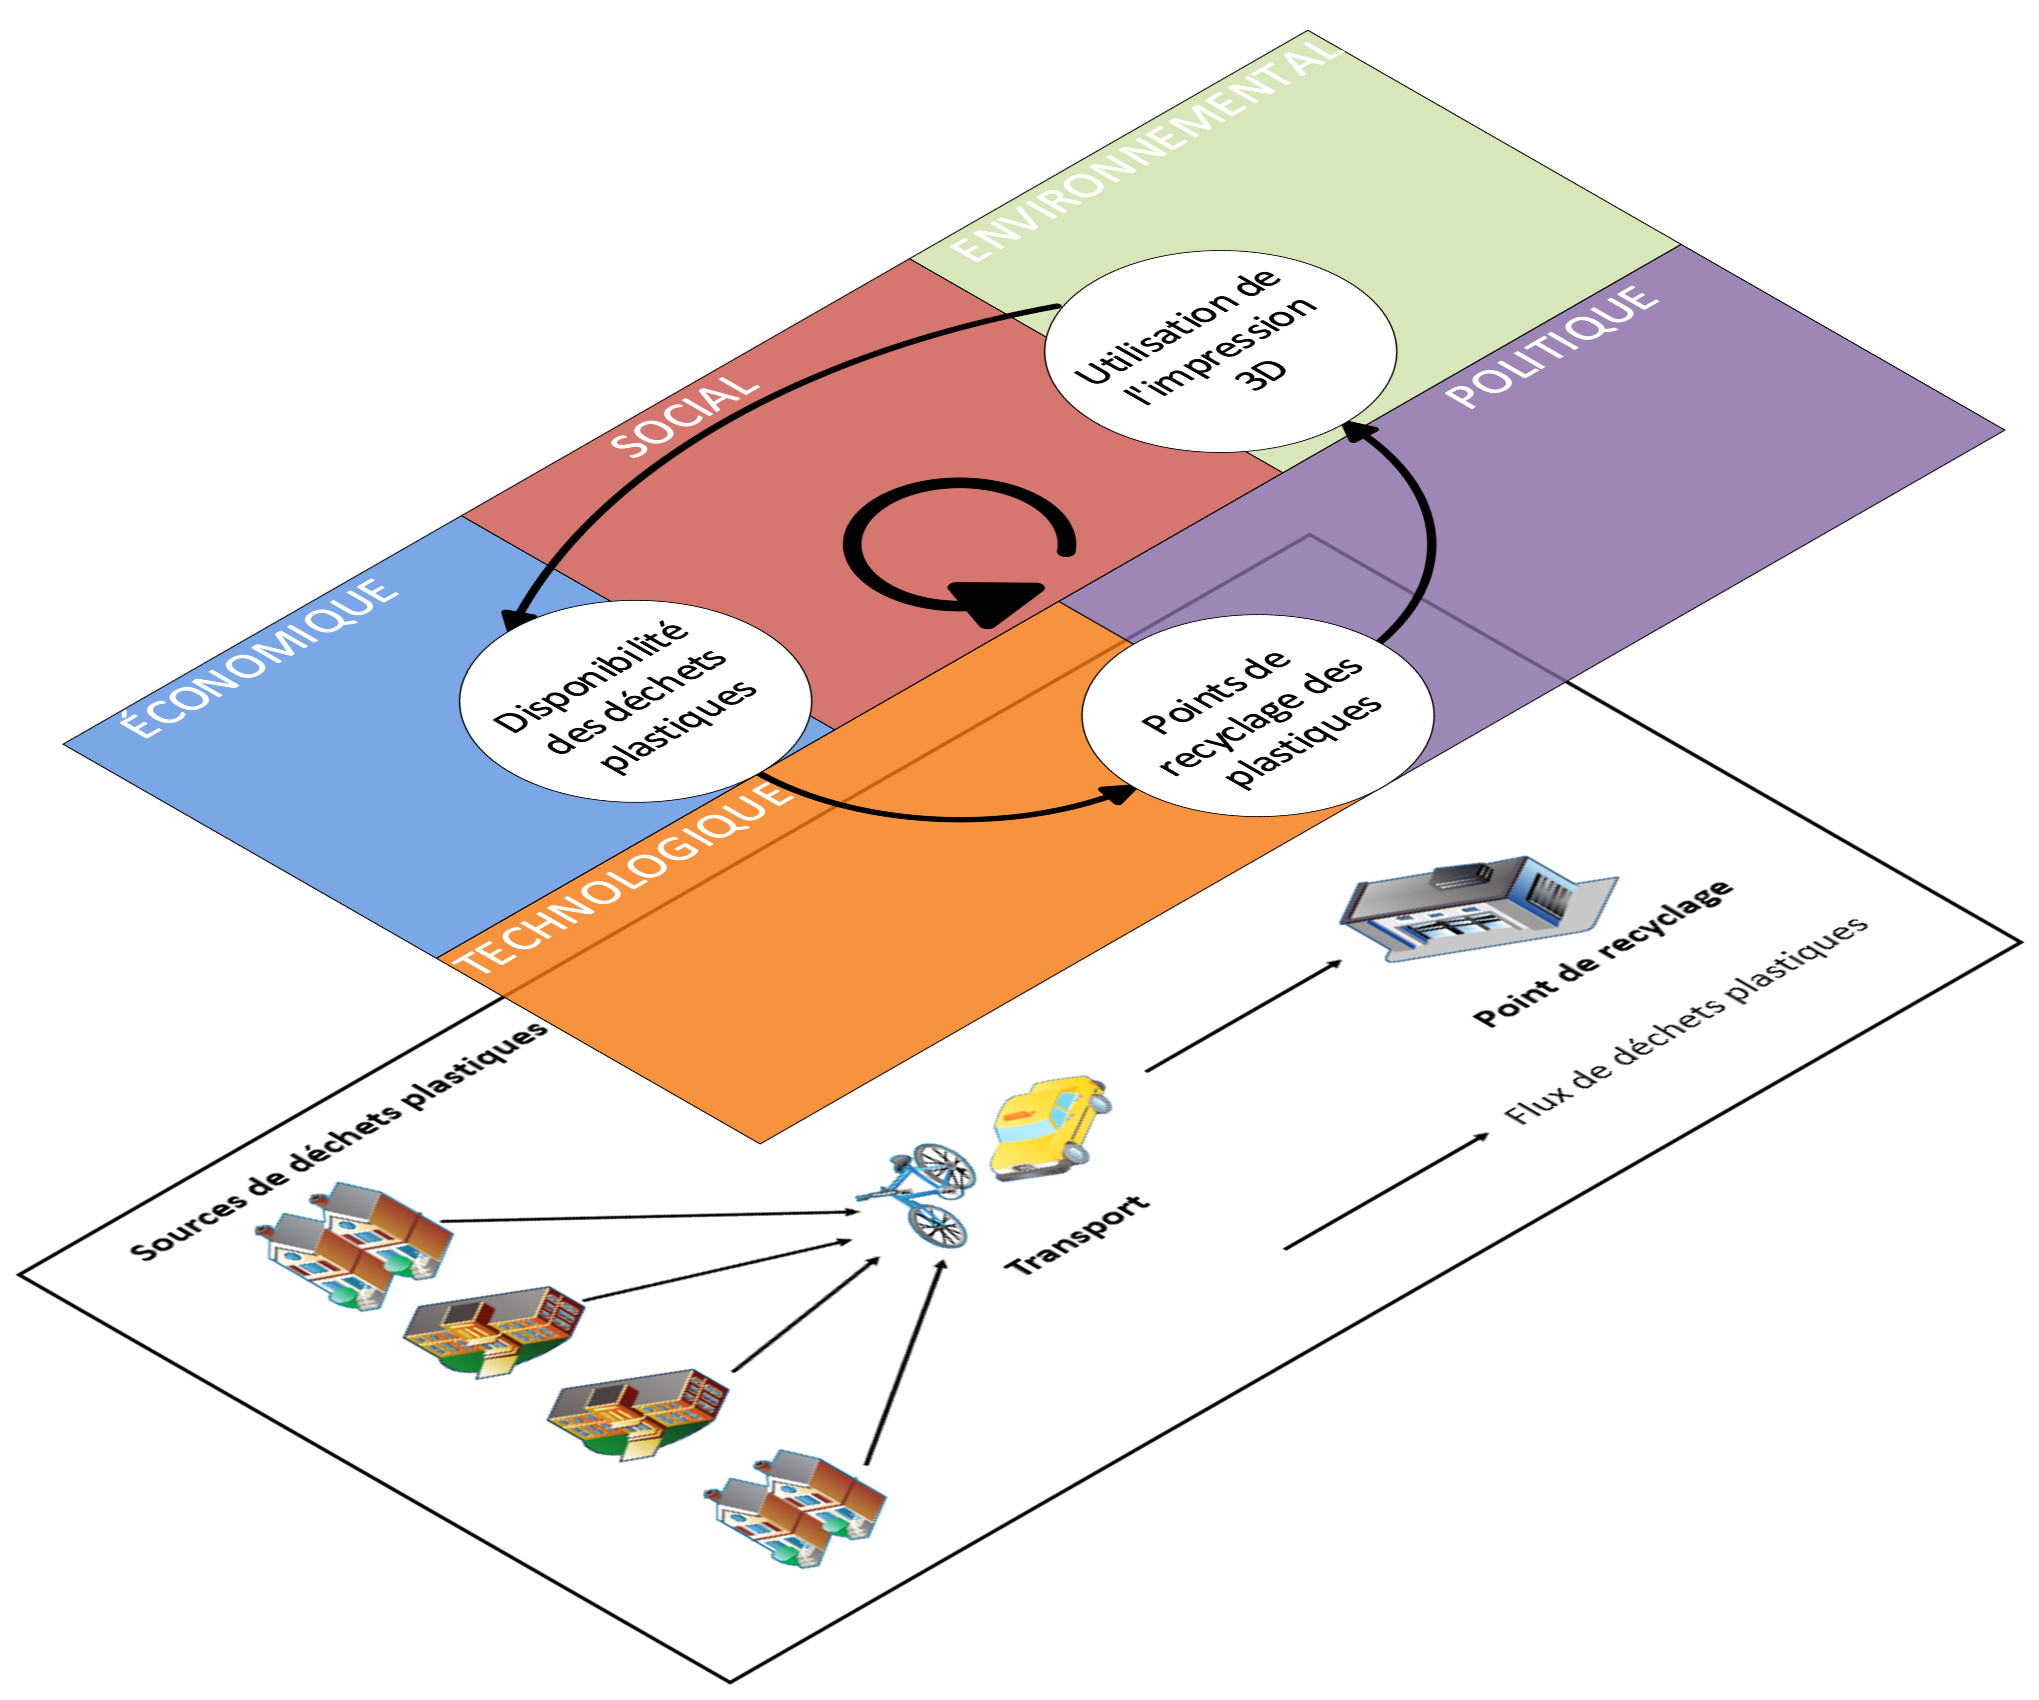 ENVIRONNEMENTAL
SOCIAL
POLITIQUE
ÉCONOMIQUE
TECHNOLOGIQUE
Utilisation de
l'impression
3D
Disponibilité
des déchets
plastiques
Points de
recyclage des
plastiques
Sources de déchets plastiques
Transport
Point de recyclage
Flux de déchets plastiques